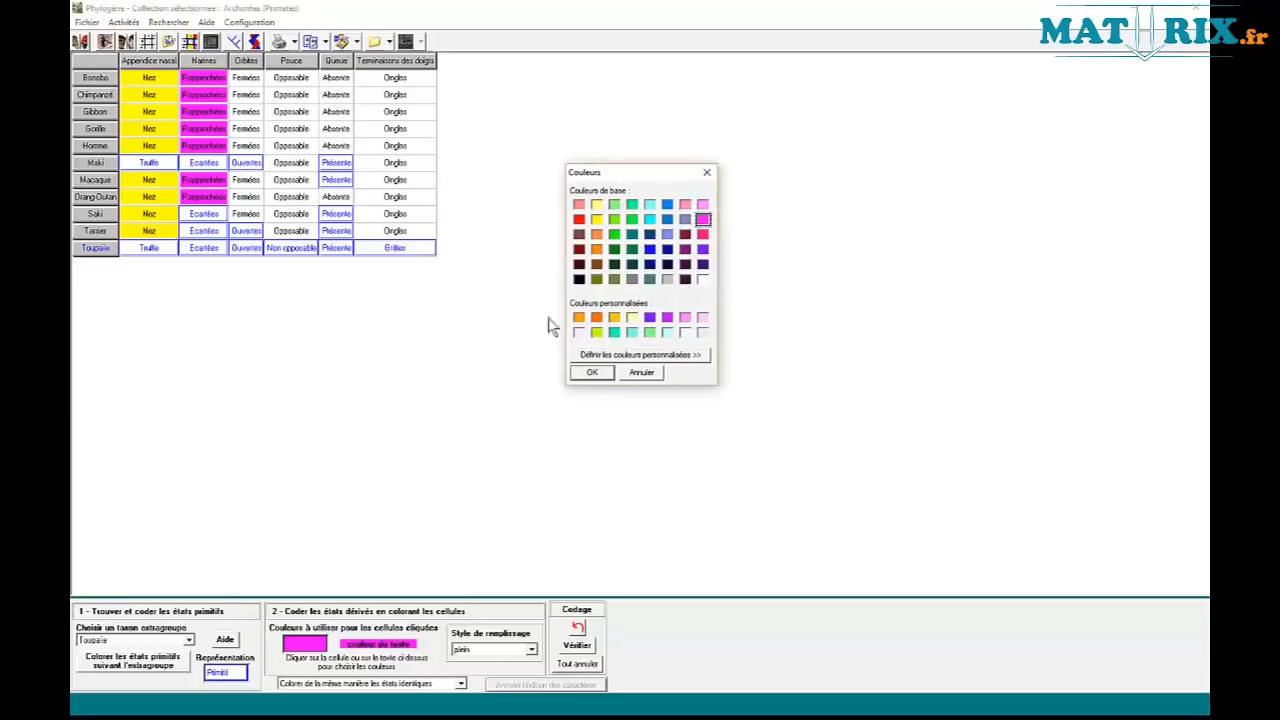 Phylogène - Collection sélectionnée : Archontes (Primates)
MATHRIX.fr
Fichier Activités Rechercher Aide Configuration
Appendice nasal Narines Orbites Pouce Queue Terminaisons des doigts
Bonobo Nez Rapprochées Fermées Opposable Absente Ongles
Chimpanzé Nez Rapprochées Fermées Opposable Absente Ongles
Gibbon Nez Rapprochées Fermées Opposable Absente Ongles
Gorille Nez Rapprochées Fermées Opposable Absente Ongles
Homme Nez Rapprochées Fermées Opposable Absente Ongles
Maki Truffe Ecartées Ouvertes Opposable Présente Ongles
Macaque Nez Rapprochées Fermées Opposable Présente Ongles
Orang-Outan Nez Rapprochées Fermées Opposable Absente Ongles
Saki Nez Ecartées Fermées Opposable Présente Ongles
Tarsier Nez Ecartées Ouvertes Opposable Présente Ongles
Toupaïe Truffe Ecartées Ouvertes Non opposable Présente Griffes
Couleurs
Couleurs de base :
Couleurs personnalisées :
Définir les couleurs personnalisées >>
OK Annuler
1 - Trouver et coder les états primitifs
Choisir un taxon extragroupe
Toupaïe
Aide
Colorer les états primitifs
suivant l'extragroupe
Représentation
Primitif
2 - Coder les états dérivés en colorant les cellules
Couleurs à utiliser pour les cellules cliquées
couleur de texte
Cliquer sur la cellule ou sur le texte ci-dessus
pour choisir les couleurs
Style de remplissage
plein
Colorer de la même manière les états identiques
Annuler l'édition des caractères
Codage
Vérifier
Tout annuler